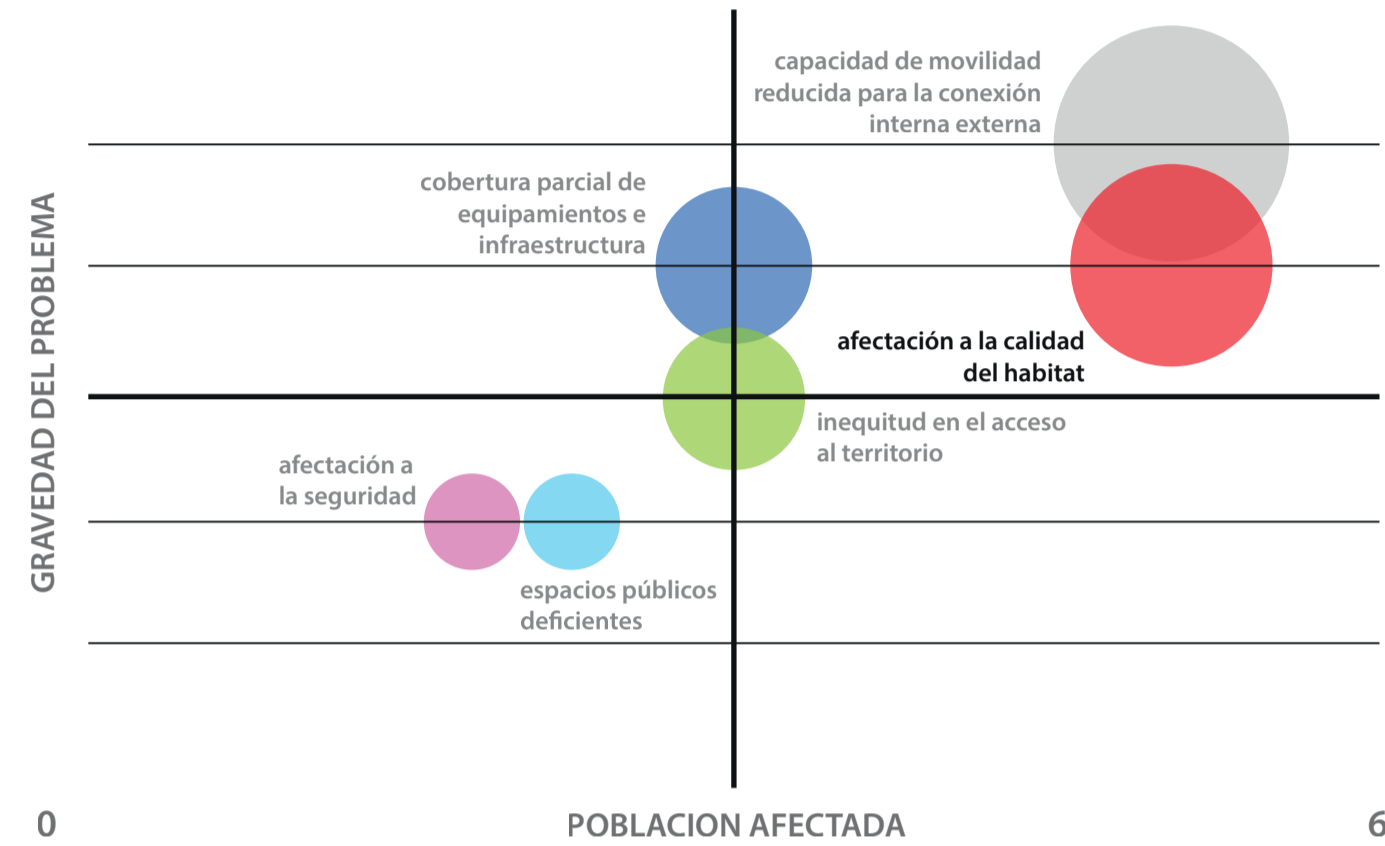 capacidad de movilidad
reducida para la conexión
interna externa
cobertura parcial de
equipamientos e
infraestructura
GRAVEDAD DEL PROBLEMA
afectación a la calidad
del habitat
inequitud en el acceso
al territorio
afectación a
la seguridad
espacios públicos
deficientes
0
POBLACION AFECTADA
6